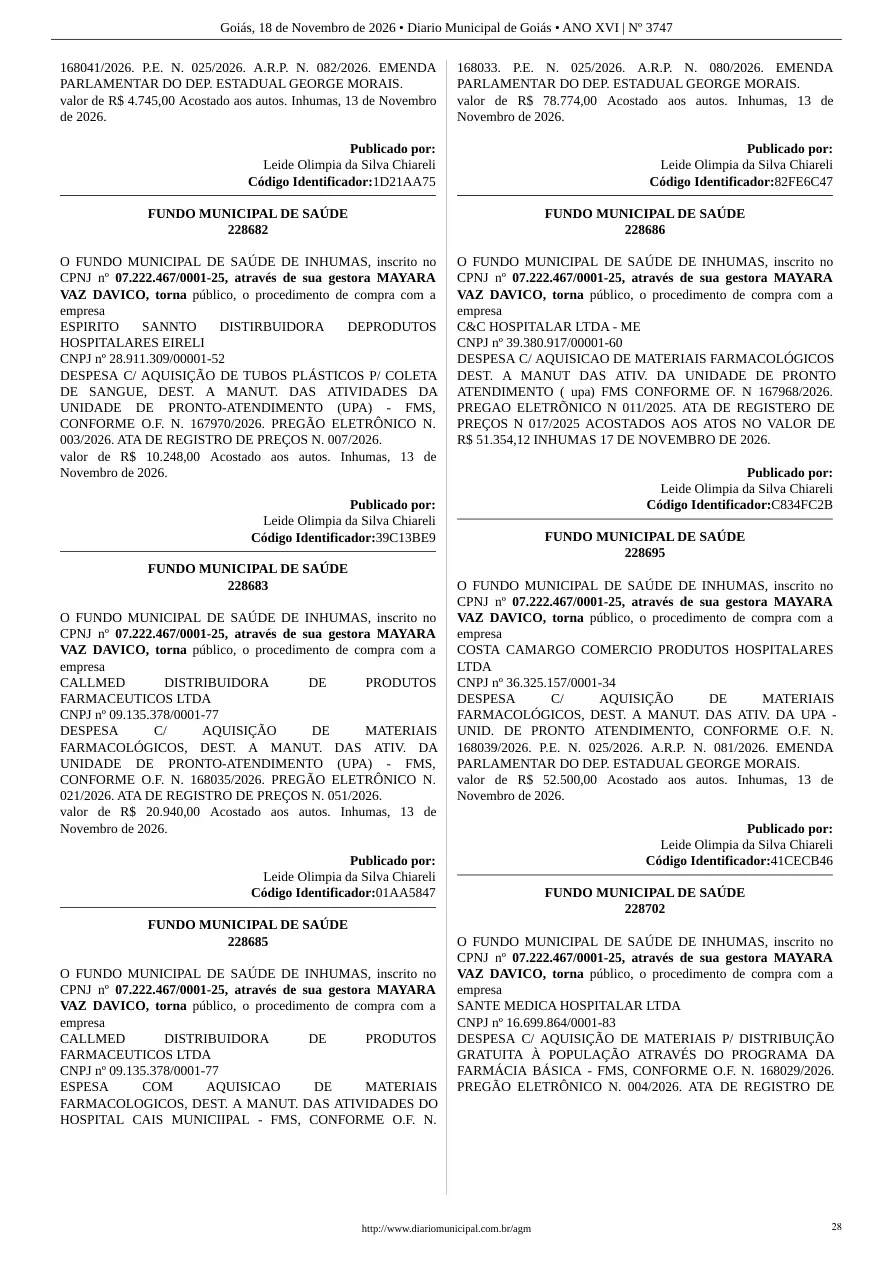 Goiás, 18 de Novembro de 2026 • Diario Municipal de Goiás • ANO XVI | Nº 3747
168041/2026. P.E. N. 025/2026. A.R.P. N. 082/2026. EMENDA
PARLAMENTAR DO DEP. ESTADUAL GEORGE MORAIS.
valor de R$ 4.745,00 Acostado aos autos. Inhumas, 13 de Novembro
de 2026.
Publicado por:
Leide Olimpia da Silva Chiareli
Código Identificador:1D21AA75
FUNDO MUNICIPAL DE SAÚDE
228682
O FUNDO MUNICIPAL DE SAÚDE DE INHUMAS, inscrito no
CPNJ nº 07.222.467/0001-25, através de sua gestora MAYARA
VAZ DAVICO, torna público, o procedimento de compra com a
empresa
ESPIRITO SANNTO DISTIRBUIDORA DEPRODUTOS
HOSPITALARES EIRELI
CNPJ nº 28.911.309/00001-52
DESPESA C/ AQUISIÇÃO DE TUBOS PLÁSTICOS P/ COLETA
DE SANGUE, DEST. A MANUT. DAS ATIVIDADES DA
UNIDADE DE PRONTO-ATENDIMENTO (UPA) - FMS,
CONFORME O.F. N. 167970/2026. PREGÃO ELETRÔNICO N.
003/2026. ATA DE REGISTRO DE PREÇOS N. 007/2026.
valor de R$ 10.248,00 Acostado aos autos. Inhumas, 13 de
Novembro de 2026.
Publicado por:
Leide Olimpia da Silva Chiareli
Código Identificador:39C13BE9
FUNDO MUNICIPAL DE SAÚDE
228683
O FUNDO MUNICIPAL DE SAÚDE DE INHUMAS, inscrito no
CPNJ nº 07.222.467/0001-25, através de sua gestora MAYARA
VAZ DAVICO, torna público, o procedimento de compra com a
empresa
CALLMED DISTRIBUIDORA DE PRODUTOS
FARMACEUTICOS LTDA
CNPJ nº 09.135.378/0001-77
DESPESA C/ AQUISIÇÃO DE MATERIAIS
FARMACOLÓGICOS, DEST. A MANUT. DAS ATIV. DA
UNIDADE DE PRONTO-ATENDIMENTO (UPA) - FMS,
CONFORME O.F. N. 168035/2026. PREGÃO ELETRÔNICO N.
021/2026. ATA DE REGISTRO DE PREÇOS N. 051/2026.
valor de R$ 20.940,00 Acostado aos autos. Inhumas, 13 de
Novembro de 2026.
Publicado por:
Leide Olimpia da Silva Chiareli
Código Identificador:01AA5847
FUNDO MUNICIPAL DE SAÚDE
228685
O FUNDO MUNICIPAL DE SAÚDE DE INHUMAS, inscrito no
CPNJ nº 07.222.467/0001-25, através de sua gestora MAYARA
VAZ DAVICO, torna público, o procedimento de compra com a
empresa
CALLMED DISTRIBUIDORA DE PRODUTOS
FARMACEUTICOS LTDA
CNPJ nº 09.135.378/0001-77
ESPESA COM AQUISICAO DE MATERIAIS
FARMACOLOGICOS, DEST. A MANUT. DAS ATIVIDADES DO
HOSPITAL CAIS MUNICIIPAL - FMS, CONFORME O.F. N.
168033. P.E. N. 025/2026. A.R.P. N. 080/2026. EMENDA
PARLAMENTAR DO DEP. ESTADUAL GEORGE MORAIS.
valor de R$ 78.774,00 Acostado aos autos. Inhumas, 13 de
Novembro de 2026.
Publicado por:
Leide Olimpia da Silva Chiareli
Código Identificador:82FE6C47
FUNDO MUNICIPAL DE SAÚDE
228686
O FUNDO MUNICIPAL DE SAÚDE DE INHUMAS, inscrito no
CPNJ nº 07.222.467/0001-25, através de sua gestora MAYARA
VAZ DAVICO, torna público, o procedimento de compra com a
empresa
C&C HOSPITALAR LTDA - ME
CNPJ nº 39.380.917/00001-60
DESPESA C/ AQUISICAO DE MATERIAIS FARMACOLÓGICOS
DEST. A MANUT DAS ATIV. DA UNIDADE DE PRONTO
ATENDIMENTO ( upa) FMS CONFORME OF. N 167968/2026.
PREGAO ELETRÔNICO N 011/2025. ATA DE REGISTERO DE
PREÇOS N 017/2025 ACOSTADOS AOS ATOS NO VALOR DE
R$ 51.354,12 INHUMAS 17 DE NOVEMBRO DE 2026.
Publicado por:
Leide Olimpia da Silva Chiareli
Código Identificador:C834FC2B
FUNDO MUNICIPAL DE SAÚDE
228695
O FUNDO MUNICIPAL DE SAÚDE DE INHUMAS, inscrito no
CPNJ nº 07.222.467/0001-25, através de sua gestora MAYARA
VAZ DAVICO, torna público, o procedimento de compra com a
empresa
COSTA CAMARGO COMERCIO PRODUTOS HOSPITALARES
LTDA
CNPJ nº 36.325.157/0001-34
DESPESA C/ AQUISIÇÃO DE MATERIAIS
FARMACOLÓGICOS, DEST. A MANUT. DAS ATIV. DA UPA -
UNID. DE PRONTO ATENDIMENTO, CONFORME O.F. N.
168039/2026. P.E. N. 025/2026. A.R.P. N. 081/2026. EMENDA
PARLAMENTAR DO DEP. ESTADUAL GEORGE MORAIS.
valor de R$ 52.500,00 Acostado aos autos. Inhumas, 13 de
Novembro de 2026.
Publicado por:
Leide Olimpia da Silva Chiareli
Código Identificador:41CECB46
FUNDO MUNICIPAL DE SAÚDE
228702
O FUNDO MUNICIPAL DE SAÚDE DE INHUMAS, inscrito no
CPNJ nº 07.222.467/0001-25, através de sua gestora MAYARA
VAZ DAVICO, torna público, o procedimento de compra com a
empresa
SANTE MEDICA HOSPITALAR LTDA
CNPJ nº 16.699.864/0001-83
DESPESA C/ AQUISIÇÃO DE MATERIAIS P/ DISTRIBUIÇÃO
GRATUITA À POPULAÇÃO ATRAVÉS DO PROGRAMA DA
FARMÁCIA BÁSICA - FMS, CONFORME O.F. N. 168029/2026.
PREGÃO ELETRÔNICO N. 004/2026. ATA DE REGISTRO DE
http://www.diariomunicipal.com.br/agm
28